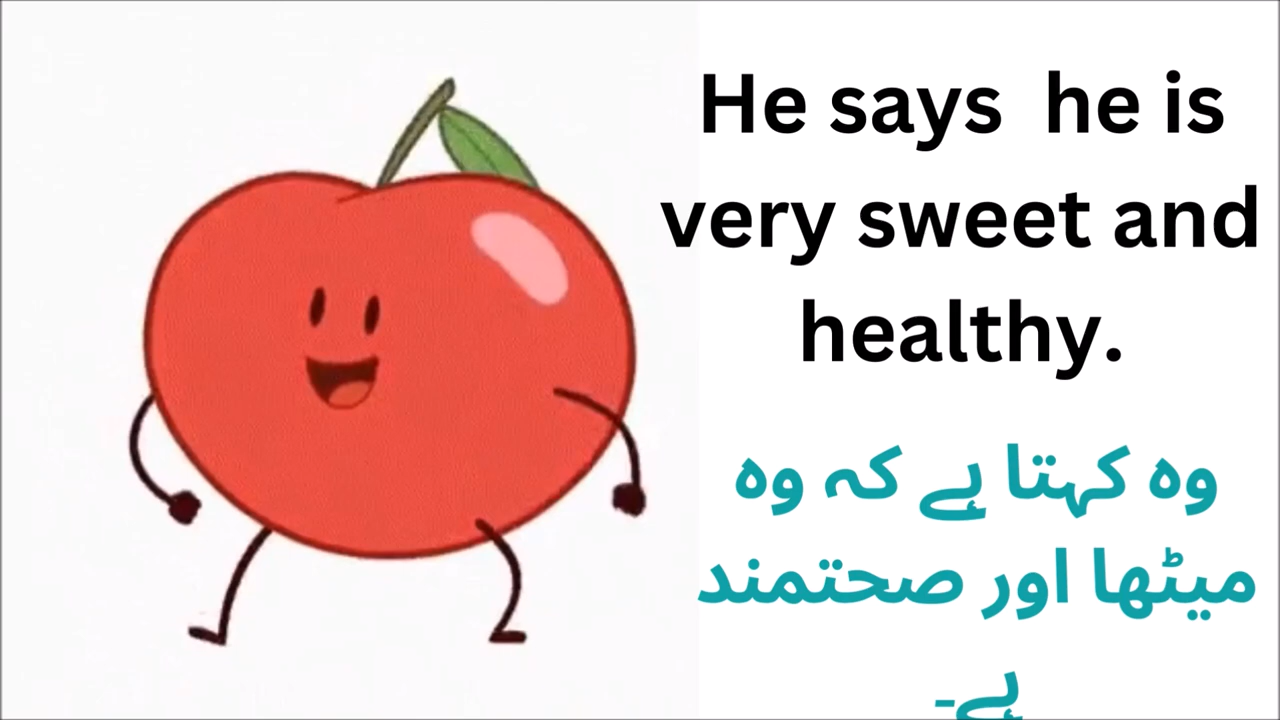 He says  he is
very sweet and
healthy.
وہ کہتا ہے کہ وہ
میٹھا اور صحتمند
ہے۔